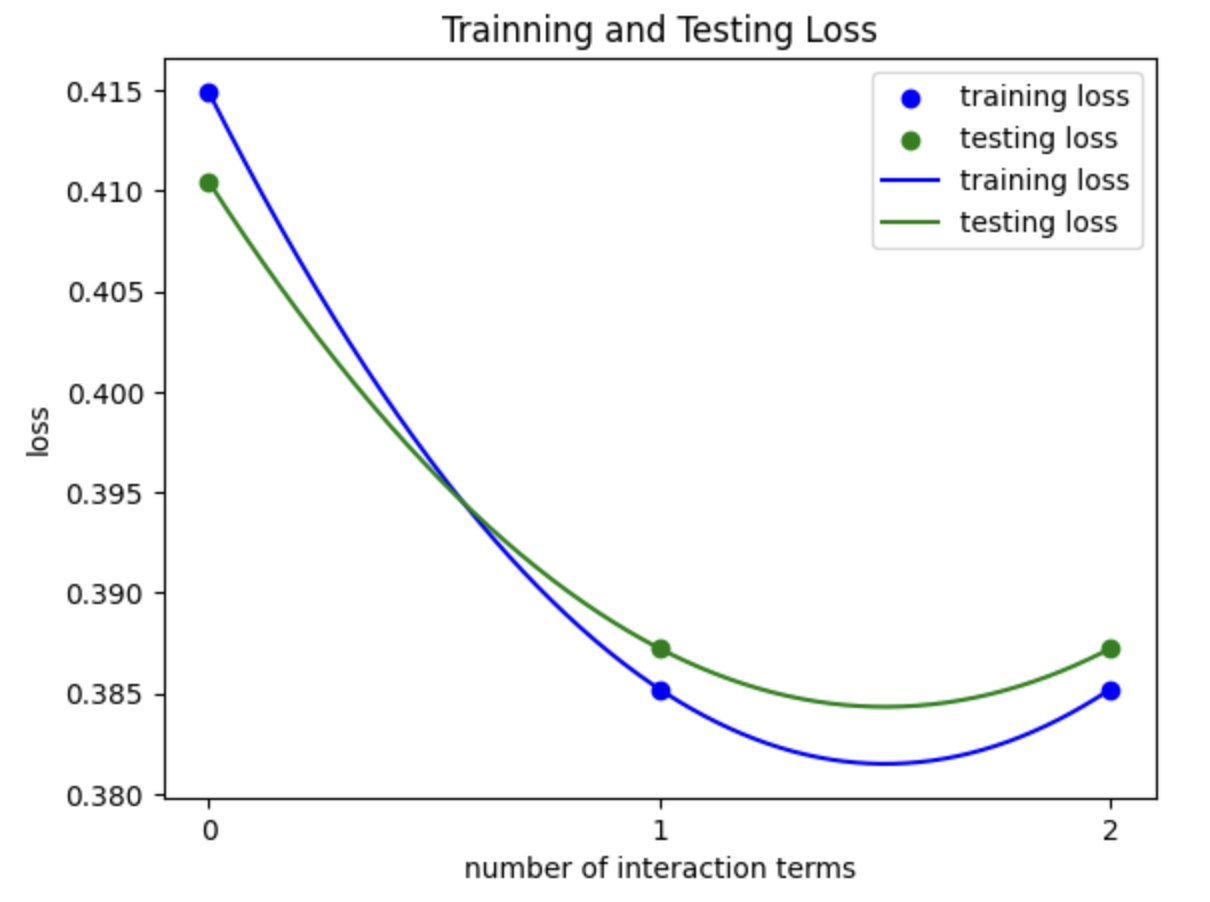 Trainning and Testing Loss
0.415
0.410
0.405
0.400
0.395
0.390
0.385
0.380
loss
training loss
testing loss
training loss
testing loss
0
1
2
number of interaction terms